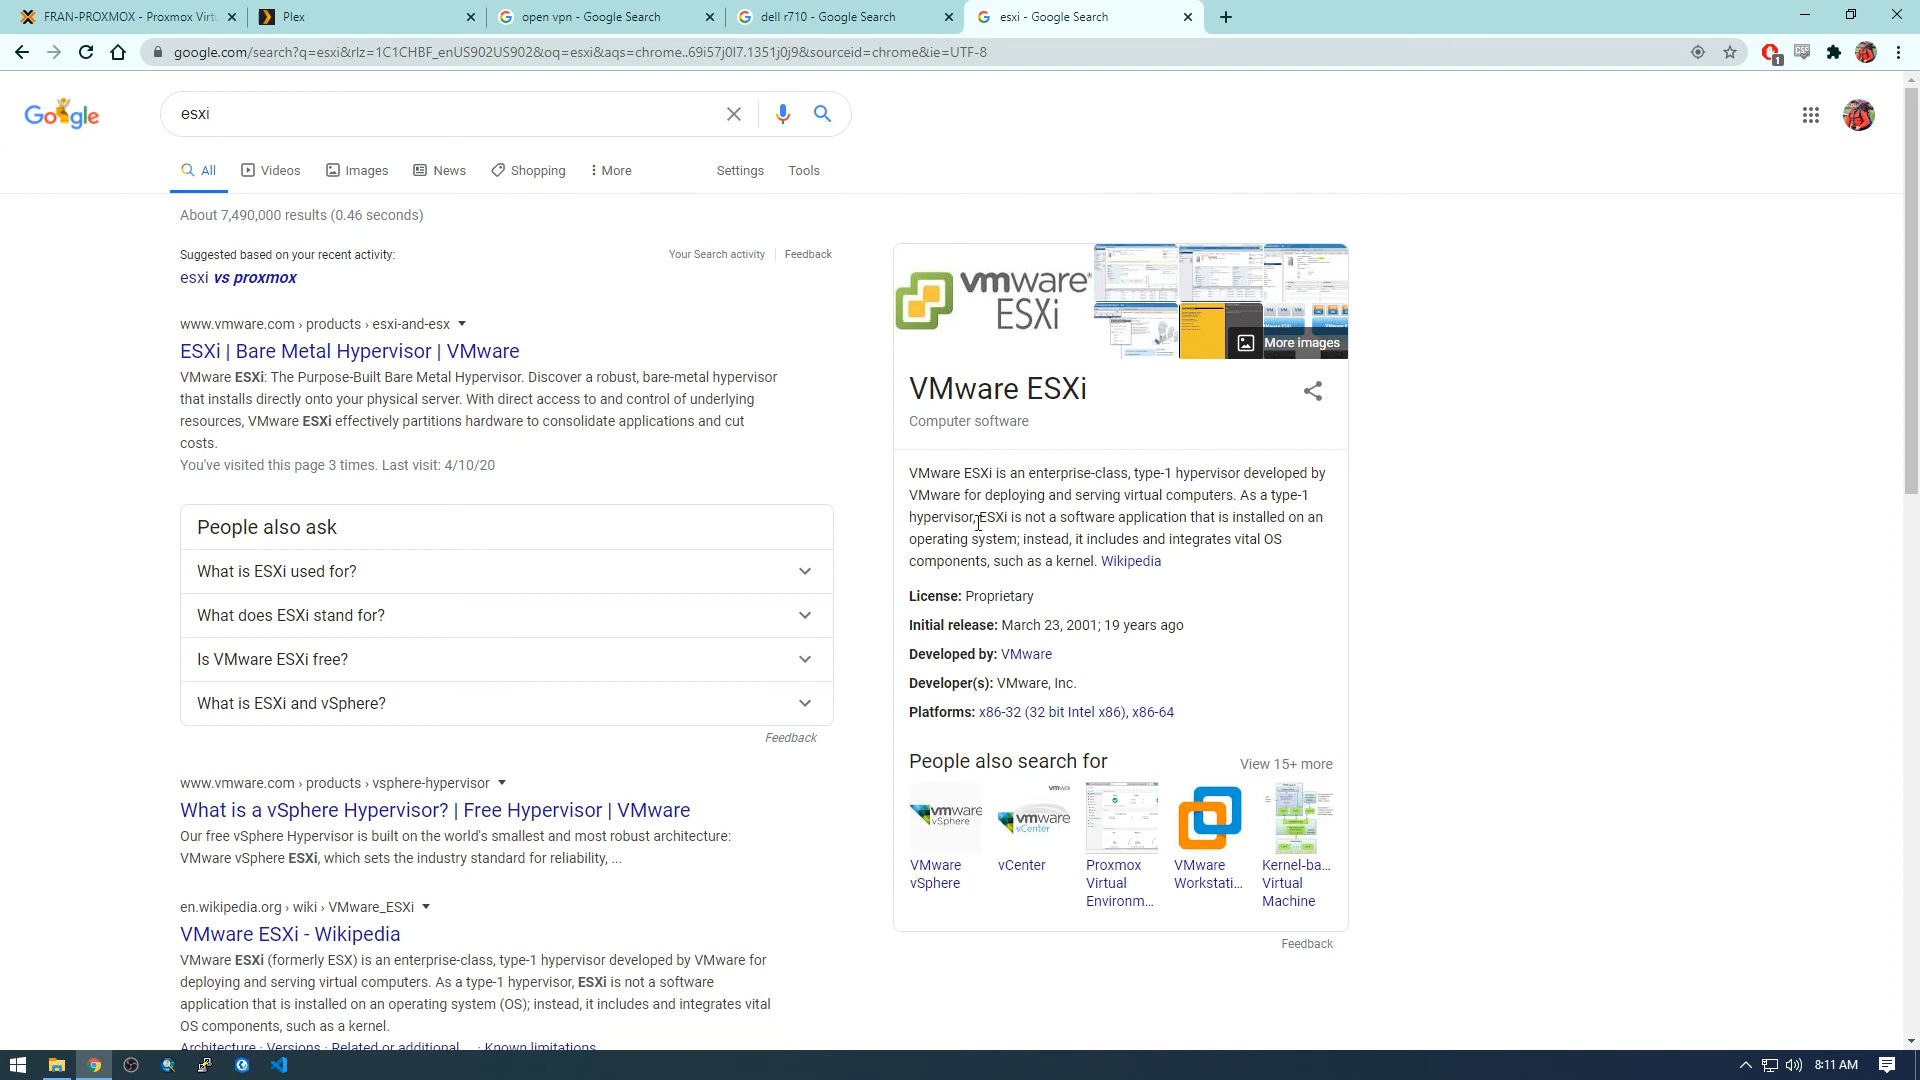 FRAN-PROXMOX - Proxmox Virtu
Plex
open vpn - Google Search
dell r710 - Google Search
esxi - Google Search
google.com/search?q=esxi&rlz=1C1CHBF_enUS902US902&oq=esxi&aqs=chrome..69i57j0l7.1351j0j9&sourceid=chrome&ie=UTF-8
1
CSS
Google
esxi
All
Videos
Images
News
Shopping
More
Settings
Tools
About 7,490,000 results (0.46 seconds)
Suggested based on your recent activity:
Your Search activity
Feedback
esxi vs proxmox
www.vmware.com › products › esxi-and-esx
ESXi | Bare Metal Hypervisor | VMware
VMware ESXi: The Purpose-Built Bare Metal Hypervisor. Discover a robust, bare-metal hypervisor
that installs directly onto your physical server. With direct access to and control of underlying
resources, VMware ESXi effectively partitions hardware to consolidate applications and cut
costs.
You've visited this page 3 times. Last visit: 4/10/20
People also ask
What is ESXi used for?
What does ESXi stand for?
Is VMware ESXi free?
What is ESXi and vSphere?
Feedback
www.vmware.com › products › vsphere-hypervisor
What is a vSphere Hypervisor? | Free Hypervisor | VMware
Our free vSphere Hypervisor is built on the world's smallest and most robust architecture:
VMware vSphere ESXi, which sets the industry standard for reliability, ...
en.wikipedia.org › wiki › VMware_ESXi
VMware ESXi - Wikipedia
VMware ESXi (formerly ESX) is an enterprise-class, type-1 hypervisor developed by VMware for
deploying and serving virtual computers. As a type-1 hypervisor, ESXi is not a software
application that is installed on an operating system (OS); instead, it includes and integrates vital
OS components, such as a kernel.
Architecture · Versions · Related or additional ... · Known limitations
vmware®
ESXi
More images
VMware ESXi
Computer software
VMware ESXi is an enterprise-class, type-1 hypervisor developed by
VMware for deploying and serving virtual computers. As a type-1
hypervisor, ESXi is not a software application that is installed on an
operating system; instead, it includes and integrates vital OS
components, such as a kernel. Wikipedia
License: Proprietary
Initial release: March 23, 2001; 19 years ago
Developed by: VMware
Developer(s): VMware, Inc.
Platforms: x86-32 (32 bit Intel x86), x86-64
People also search for
View 15+ more
vmware
vSphere
vmwa
vmware
vCenter
VMware
vSphere
vCenter
Proxmox
Virtual
Environm...
VMware
Workstati...
Kernel-ba...
Virtual
Machine
Feedback
8:11 AM